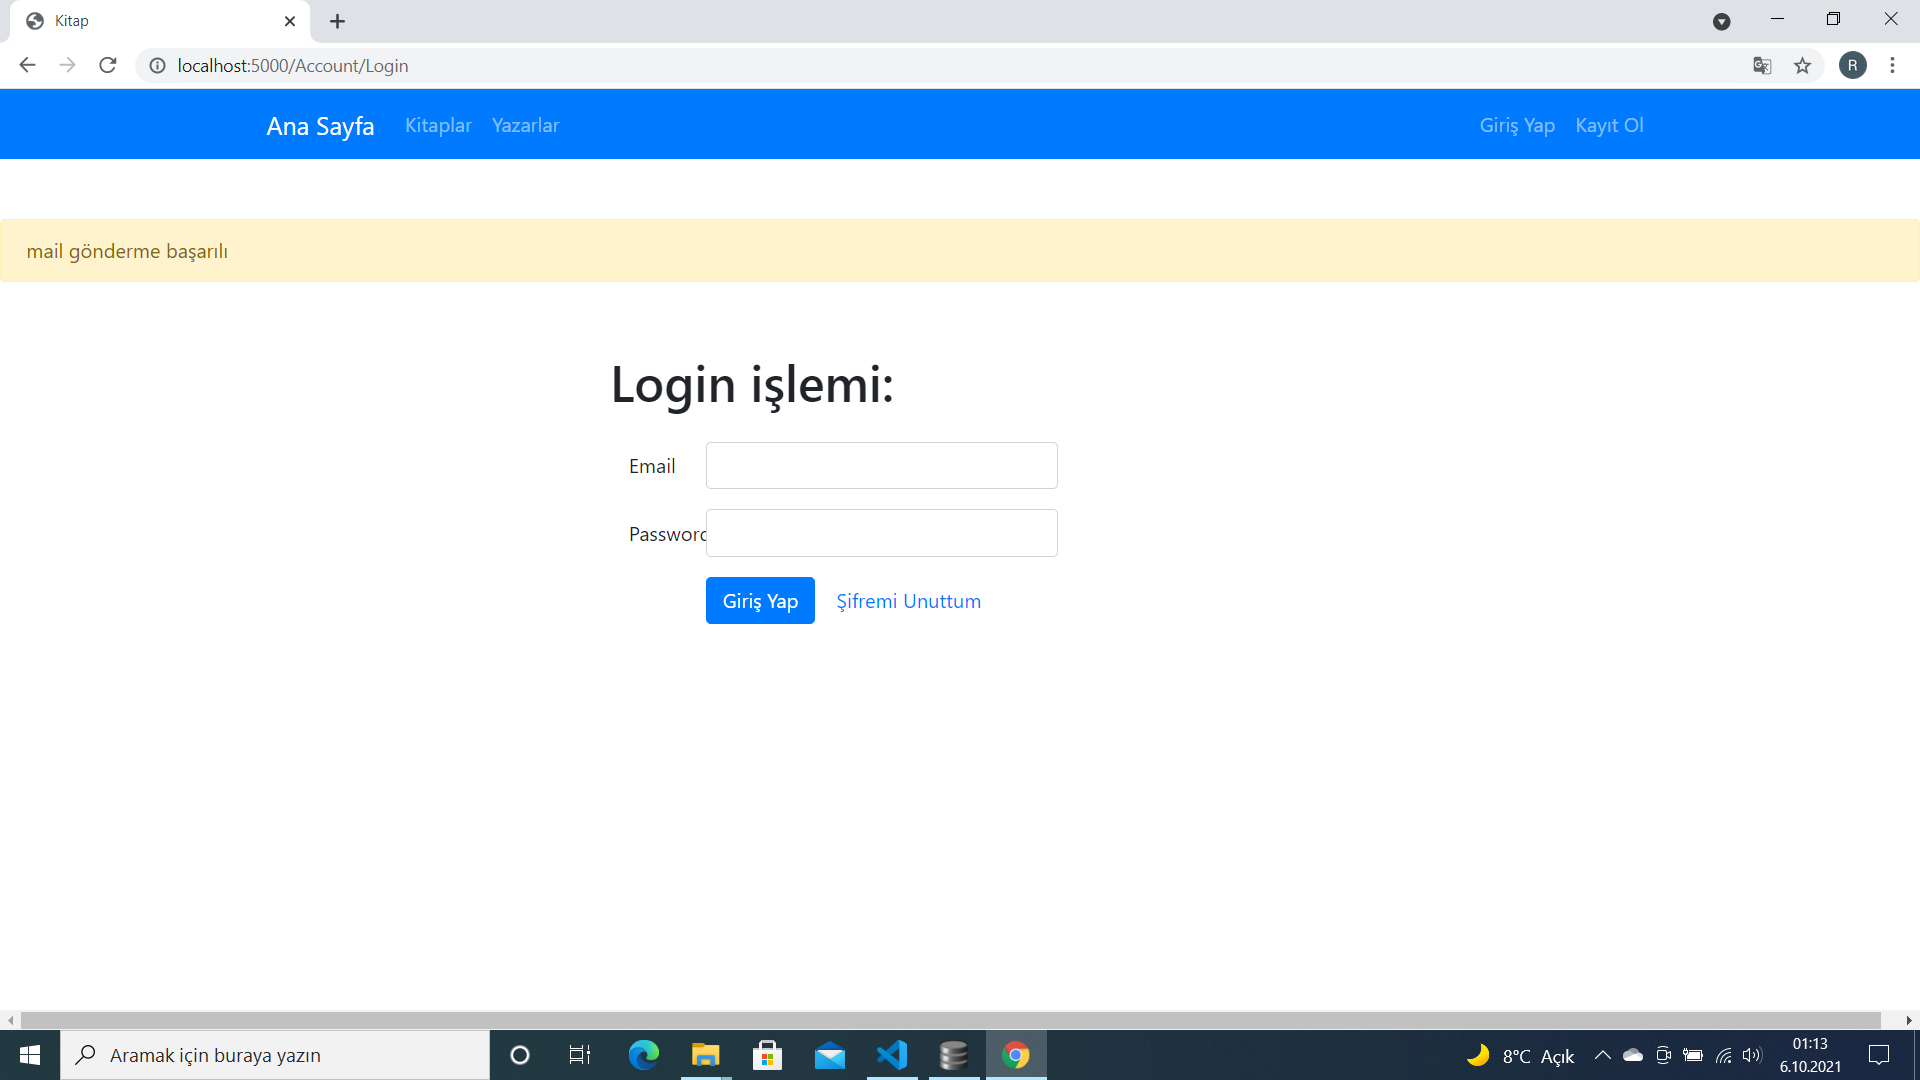 Kitap
localhost:5000/Account/Login
R
Ana Sayfa Kitaplar Yazarlar Giriş Yap Kayıt Ol
mail gönderme başarılı
Login işlemi:
Email
Password
Giriş Yap Şifremi Unuttum
Aramak için buraya yazın
8°C Açık
01:13
6.10.2021